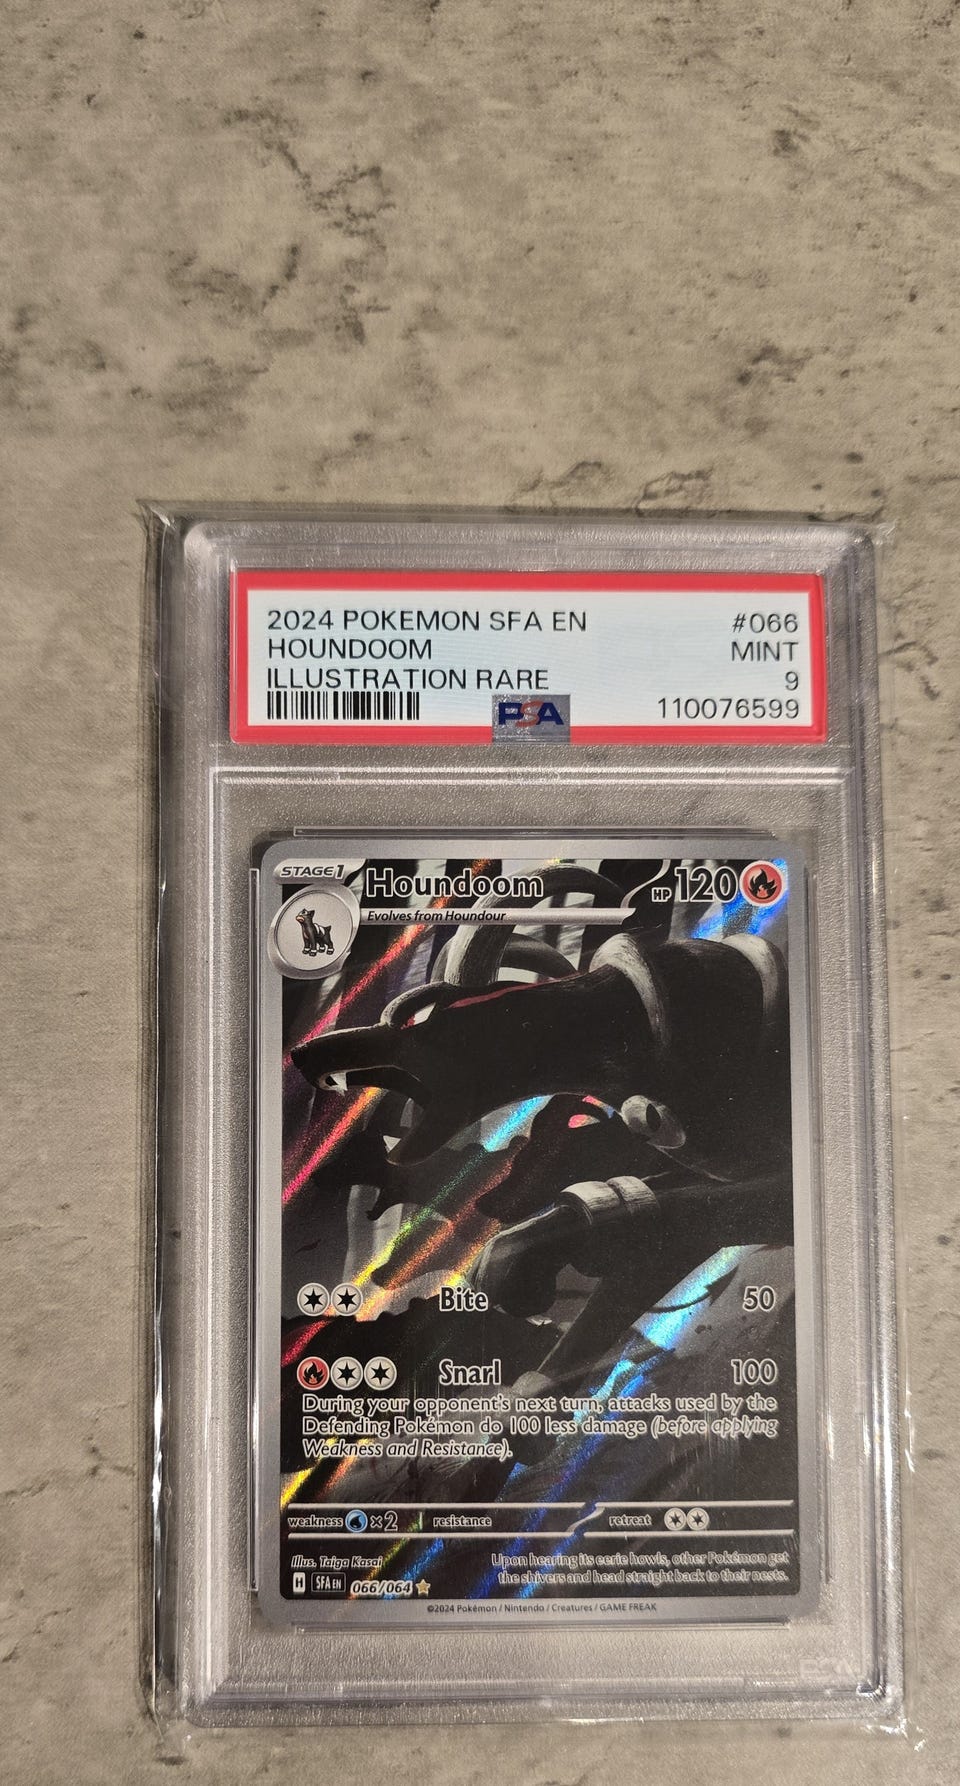 2024 POKEMON SFA EN #066
HOUNDOOM MINT
ILLUSTRATION RARE 9
PSA 110076599
STAGE 1 Houndoom HP 120
Evolves from Houndour
Bite 50
Snarl 100
During your opponent's next turn, attacks used by the
Defending Pokémon do 100 less damage (before applying
Weakness and Resistance).
weakness ×2 resistance retreat
Illus. Taiga Kasai Upon hearing its eerie howls, other Pokémon get
the shivers and head straight back to their nests.
H SFA EN 066/064
©2024 Pokémon / Nintendo / Creatures / GAME FREAK